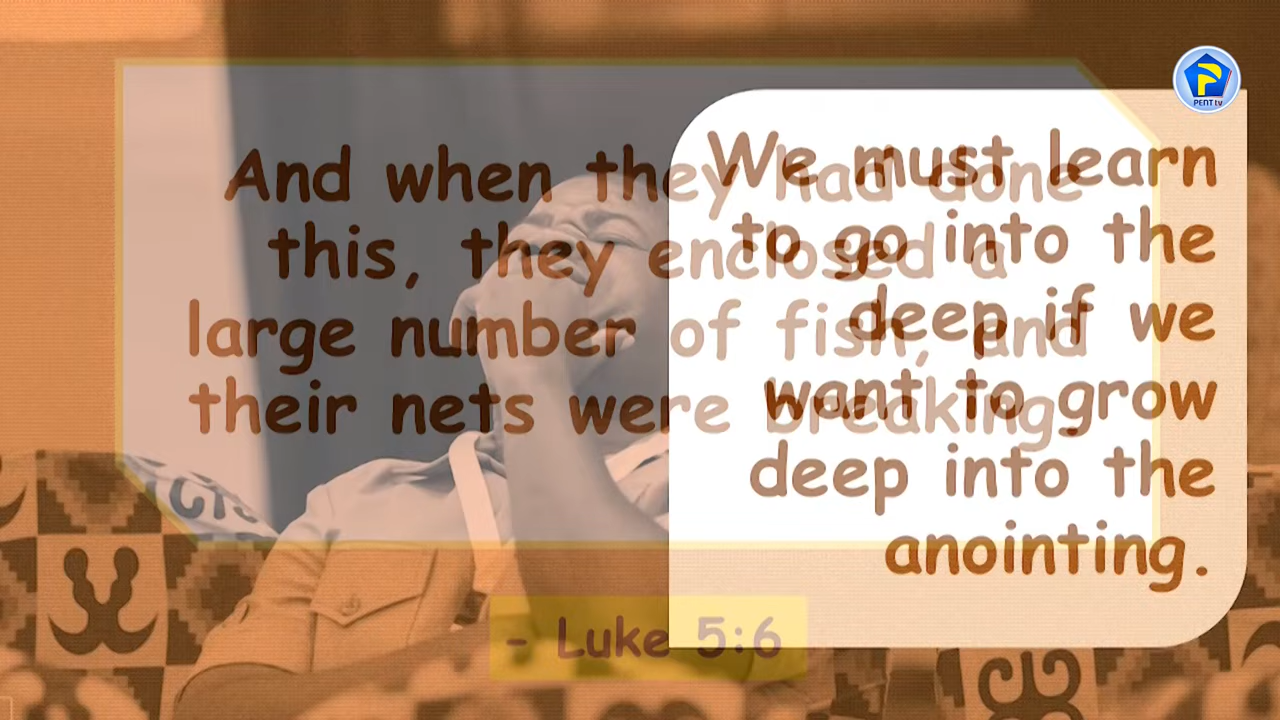 And when they had done
this, they enclosed a
large number of fish, and
their nets were breaking
- Luke 5:6
We must learn
to go into the
deep if we
want to grow
deep into the
anointing.
PENT tv